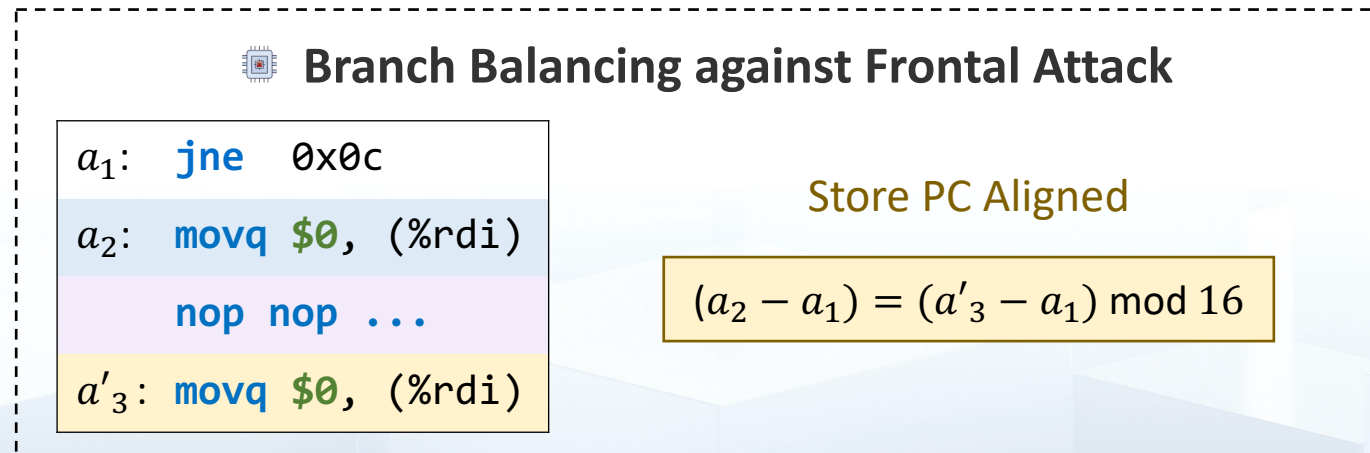 Branch Balancing against Frontal Attack
a₁: jne 0x0c
a₂: movq $0, (%rdi)
nop nop ...
a′₃: movq $0, (%rdi)
Store PC Aligned
(a₂ − a₁) = (a′₃ − a₁) mod 16